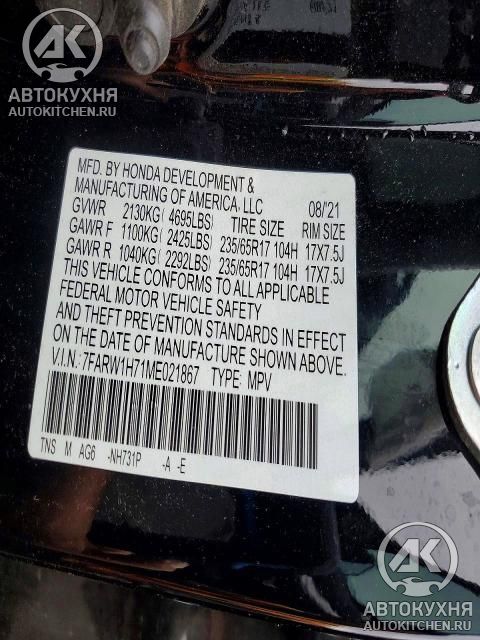 АК
АВТОКУХНЯ
AUTOKITCHEN.RU
MFD. BY HONDA DEVELOPMENT &
MANUFACTURING OF AMERICA, LLC 08/'21
GVWR 2130KG( 4695LBS) TIRE SIZE RIM SIZE
GAWR F 1100KG( 2425LBS) 235/65R17 104H 17X7.5J
GAWR R 1040KG( 2292LBS) 235/65R17 104H 17X7.5J
THIS VEHICLE CONFORMS TO ALL APPLICABLE
FEDERAL MOTOR VEHICLE SAFETY
AND THEFT PREVENTION STANDARDS IN EFFECT
ON THE DATE OF MANUFACTURE SHOWN ABOVE.
V.I.N.: 7FARW1H71ME021867 TYPE: MPV
TNS M AG6 -NH731P -A -E
АК
АВТОКУХНЯ
AUTOKITCHEN.RU